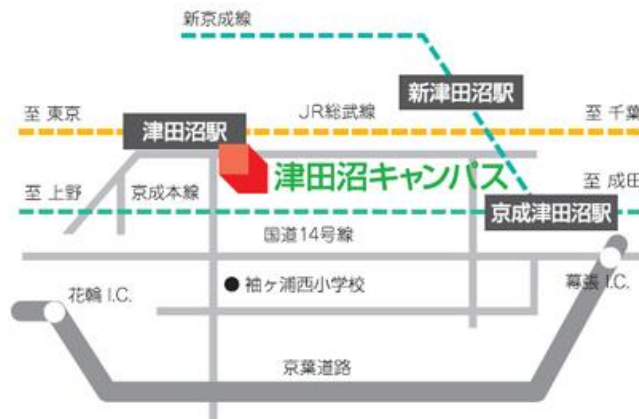 新京成線
新津田沼駅
至 東京
津田沼駅
JR総武線
至 千葉
津田沼キャンパス
至 上野
京成本線
至 成田
京成津田沼駅
国道14号線
袖ヶ浦西小学校
花輪 I.C.
幕張 I.C.
京葉道路